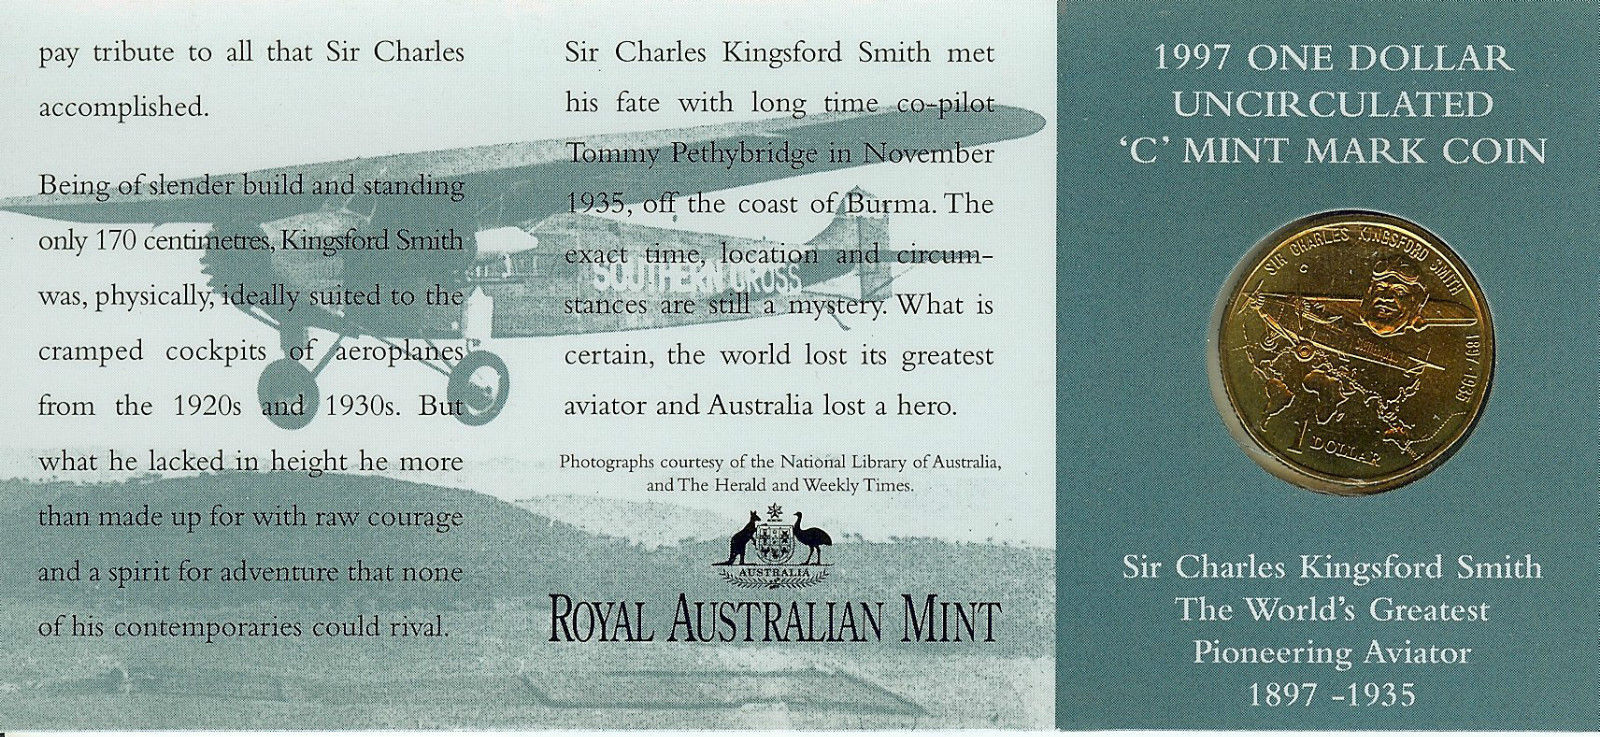 pay tribute to all that Sir Charles
accomplished.
Being of slender build and standing
only 170 centimetres, Kingsford Smith
was, physically, ideally suited to the
cramped cockpits of aeroplanes
from the 1920s and 1930s. But
what he lacked in height he more
than made up for with raw courage
and a spirit for adventure that none
of his contemporaries could rival.
Sir Charles Kingsford Smith met
his fate with long time co-pilot
Tommy Pethybridge in November
1935, off the coast of Burma. The
exact time, location and circum-
stances are still a mystery. What is
certain, the world lost its greatest
aviator and Australia lost a hero.
SOUTHERN CROSS
Photographs courtesy of the National Library of Australia,
and The Herald and Weekly Times.
AUSTRALIA
ROYAL AUSTRALIAN MINT
1997 ONE DOLLAR
UNCIRCULATED
‘C’ MINT MARK COIN
SIR CHARLES KINGSFORD SMITH
C
1897-1935
1 DOLLAR
Sir Charles Kingsford Smith
The World’s Greatest
Pioneering Aviator
1897 -1935